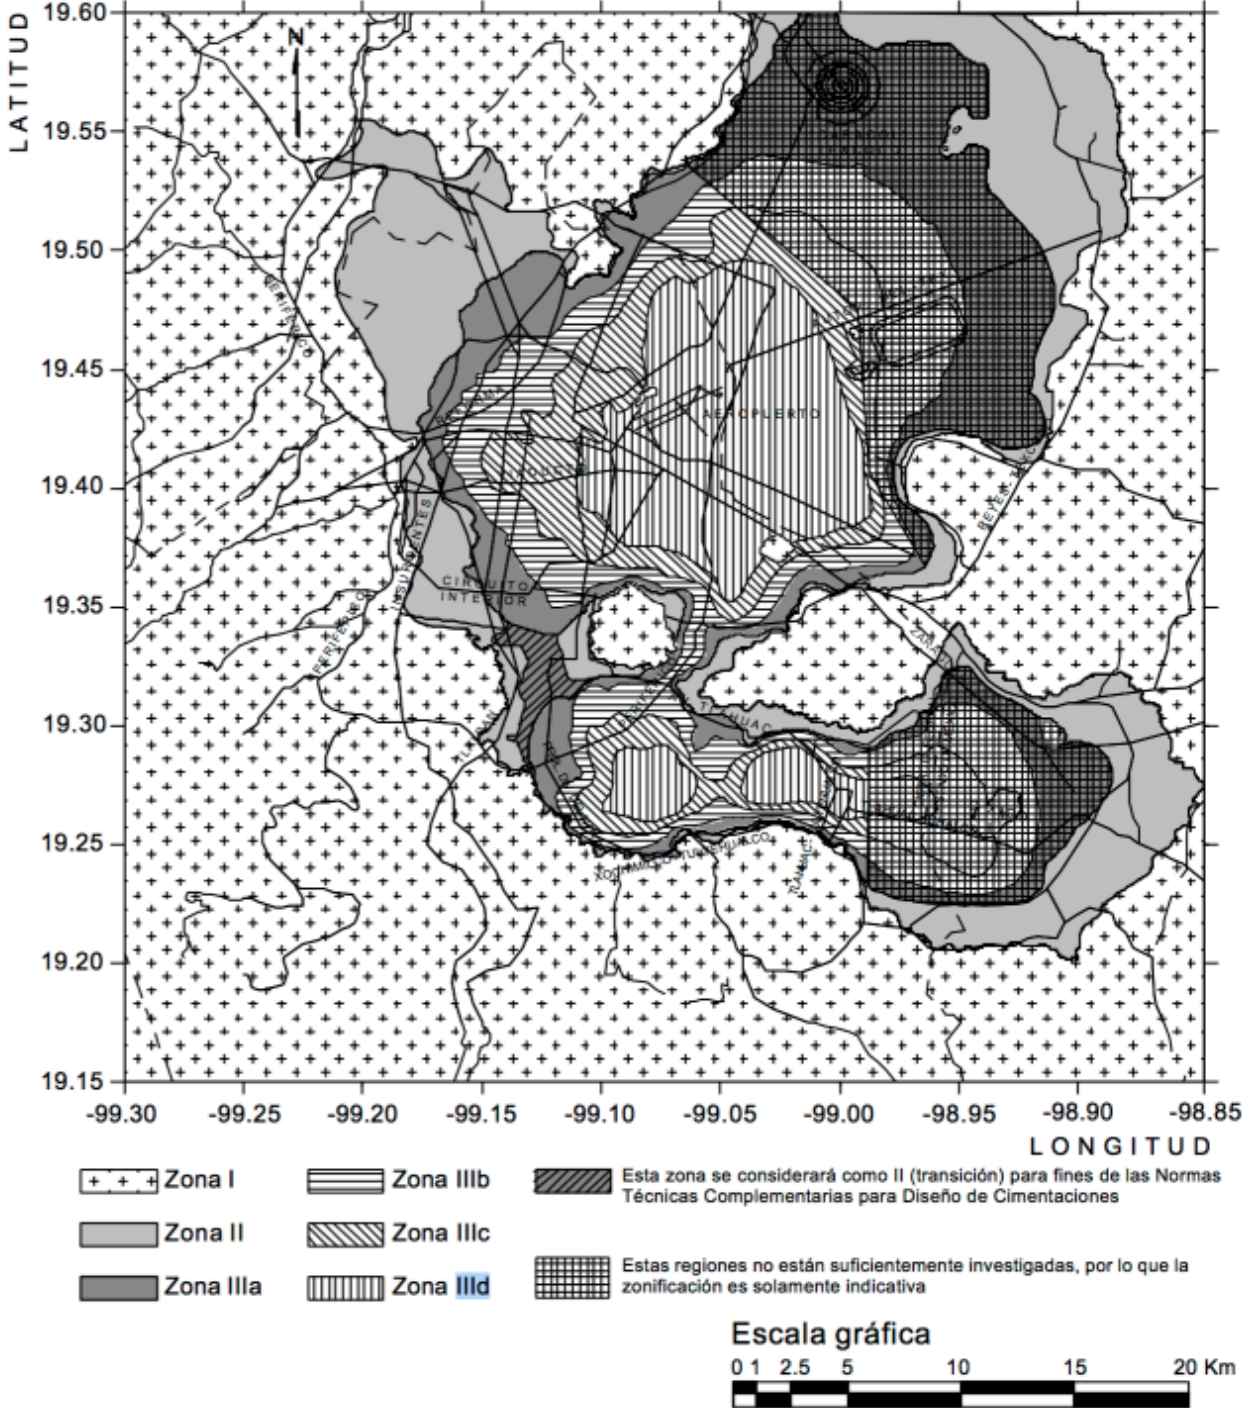 LATITUD
19.60
19.55
19.50
19.45
19.40
19.35
19.30
19.25
19.20
19.15
N
PERIFERICO
REFORMA
AEROPUERTO
VIADUCTO
INSURGENTES
CIRCUITO
INTERIOR
PERIFERICO
TLALPAN
TLAHUAC
TLAHUAC
-99.30
-99.25
-99.20
-99.15
-99.10
-99.05
-99.00
-98.95
-98.90
-98.85
LONGITUD
Zona I
Zona II
Zona IIIa
Zona IIIb
Zona IIIc
Zona IIId
Esta zona se considerará como II (transición) para fines de las Normas
Técnicas Complementarias para Diseño de Cimentaciones
Estas regiones no están suficientemente investigadas, por lo que la
zonificación es solamente indicativa
Escala gráfica
0 1 2.5 5 10 15 20 Km